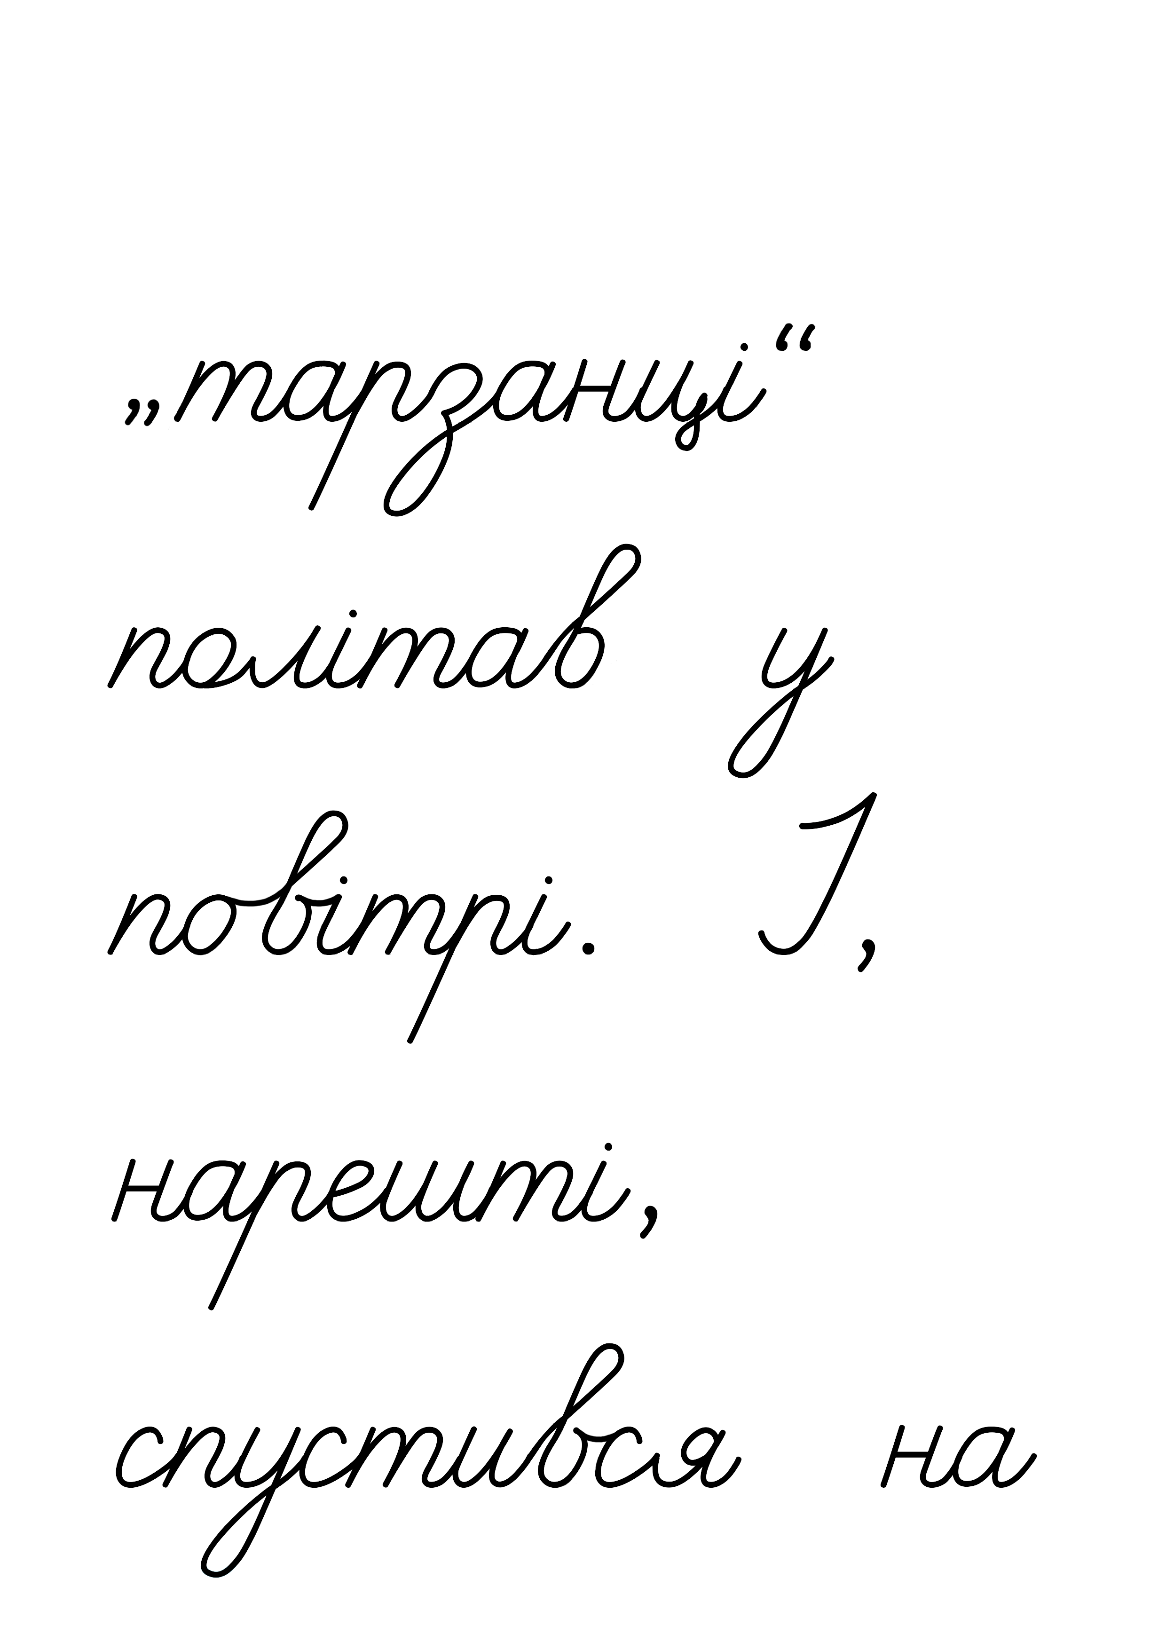 „тарзанці“
політав у
повітрі. І,
нарешті,
спустився на